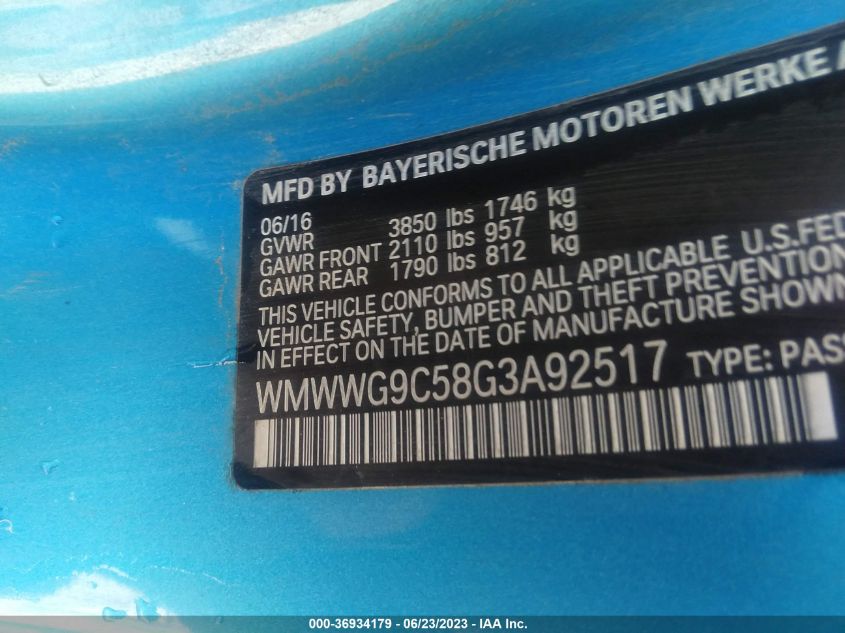 MFD BY BAYERISCHE MOTOREN WERKE
06/16
GVWR 3850 lbs 1746 kg
GAWR FRONT 2110 lbs 957 kg
GAWR REAR 1790 lbs 812 kg
THIS VEHICLE CONFORMS TO ALL APPLICABLE U.S.FED
VEHICLE SAFETY, BUMPER AND THEFT PREVENTION
IN EFFECT ON THE DATE OF MANUFACTURE SHOWN
WMWWG9C58G3A92517 TYPE: PASS
000-36934179 - 06/23/2023 - IAA Inc.